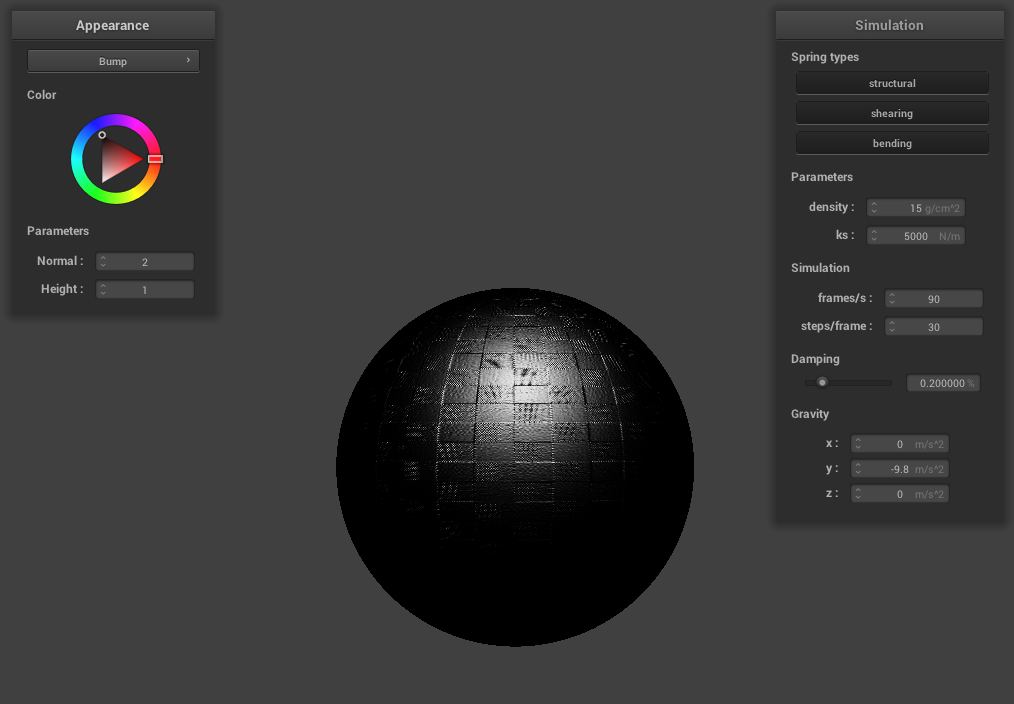 Appearance
Bump ›
Color
Parameters
Normal : 2
Height : 1
Simulation
Spring types
structural
shearing
bending
Parameters
density : 15 g/cm^2
ks : 5000 N/m
Simulation
frames/s : 90
steps/frame : 30
Damping
0.200000 %
Gravity
x : 0 m/s^2
y : -9.8 m/s^2
z : 0 m/s^2